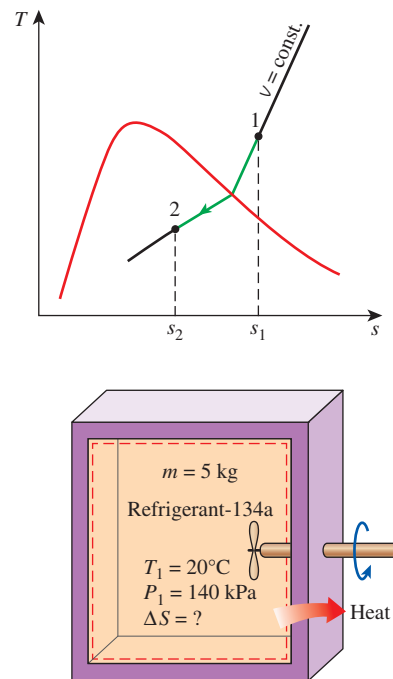 T
v = const.
1
2
s₂
s₁
s
m = 5 kg
Refrigerant-134a
T₁ = 20°C
P₁ = 140 kPa
ΔS = ?
Heat